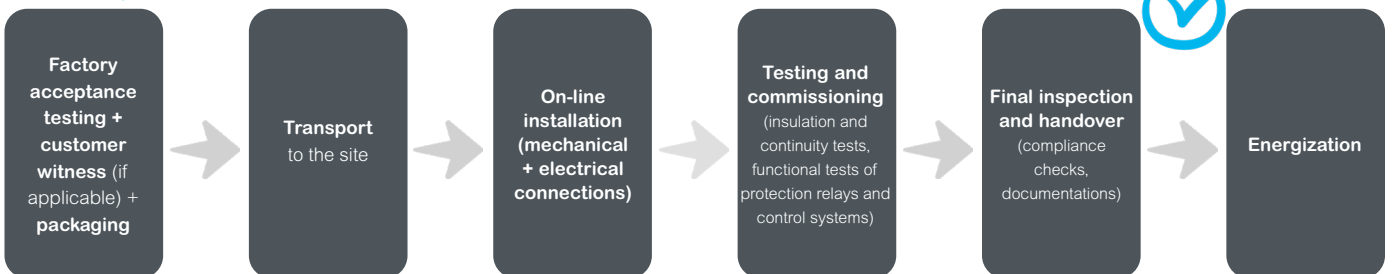 Factory
acceptance
testing +
customer
witness (if
applicable) +
packaging
Transport
to the site
On-line
installation
(mechanical
+ electrical
connections)
Testing and
commissioning
(insulation and
continuity tests,
functional tests of
protection relays and
control systems)
Final inspection
and handover
(compliance
checks,
documentations)
Energization